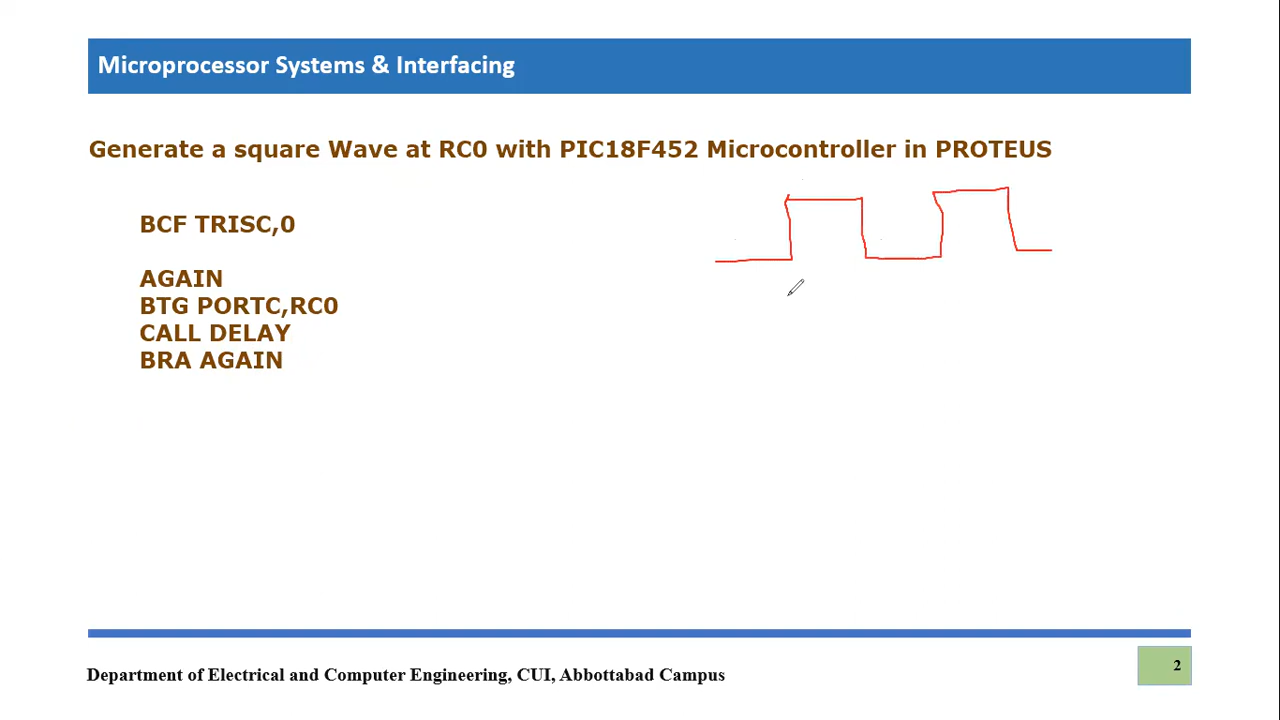 Microprocessor Systems & Interfacing
Generate a square Wave at RC0 with PIC18F452 Microcontroller in PROTEUS
BCF TRISC,0
AGAIN
BTG PORTC,RC0
CALL DELAY
BRA AGAIN
Department of Electrical and Computer Engineering, CUI, Abbottabad Campus
2